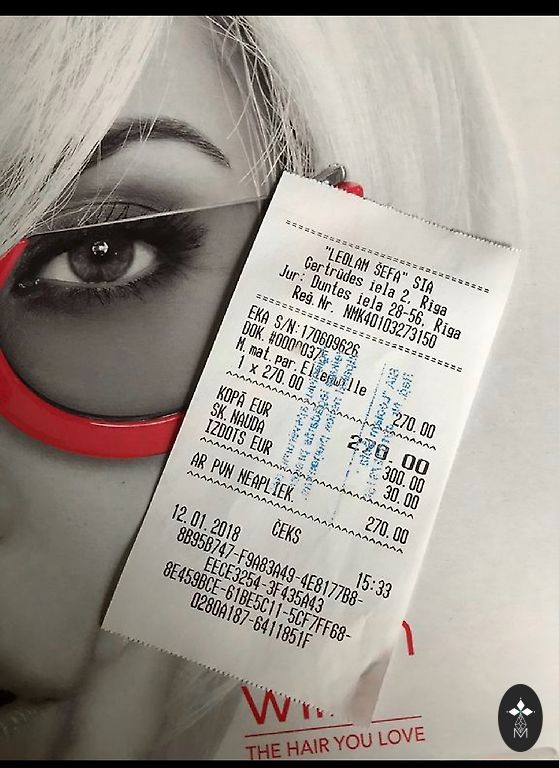 "LEOLAM SEFA" SIA
Ģertrūdes iela 2, Rīga
Jur: Duntes iela 28-56, Rīga
Reģ Nr. NMK40103273150
EKA S/N:170609626
DOK.#
M.mat.par.
1 x 270.00 270.00
KOPĀ EUR 270.00
SK.NAUDA 300.00
IZDOTS EUR 30.00
AR PVN NEAPLIEK 270.00
ČEKS
12.01.2018 15:33
8B95B747-F9A83A49-4E8177B8-
EECE3254-3F435A43
8E459BCE-61BE5C11-5CF7FF68-
0280A187-6411851F
THE HAIR YOU LOVE
M